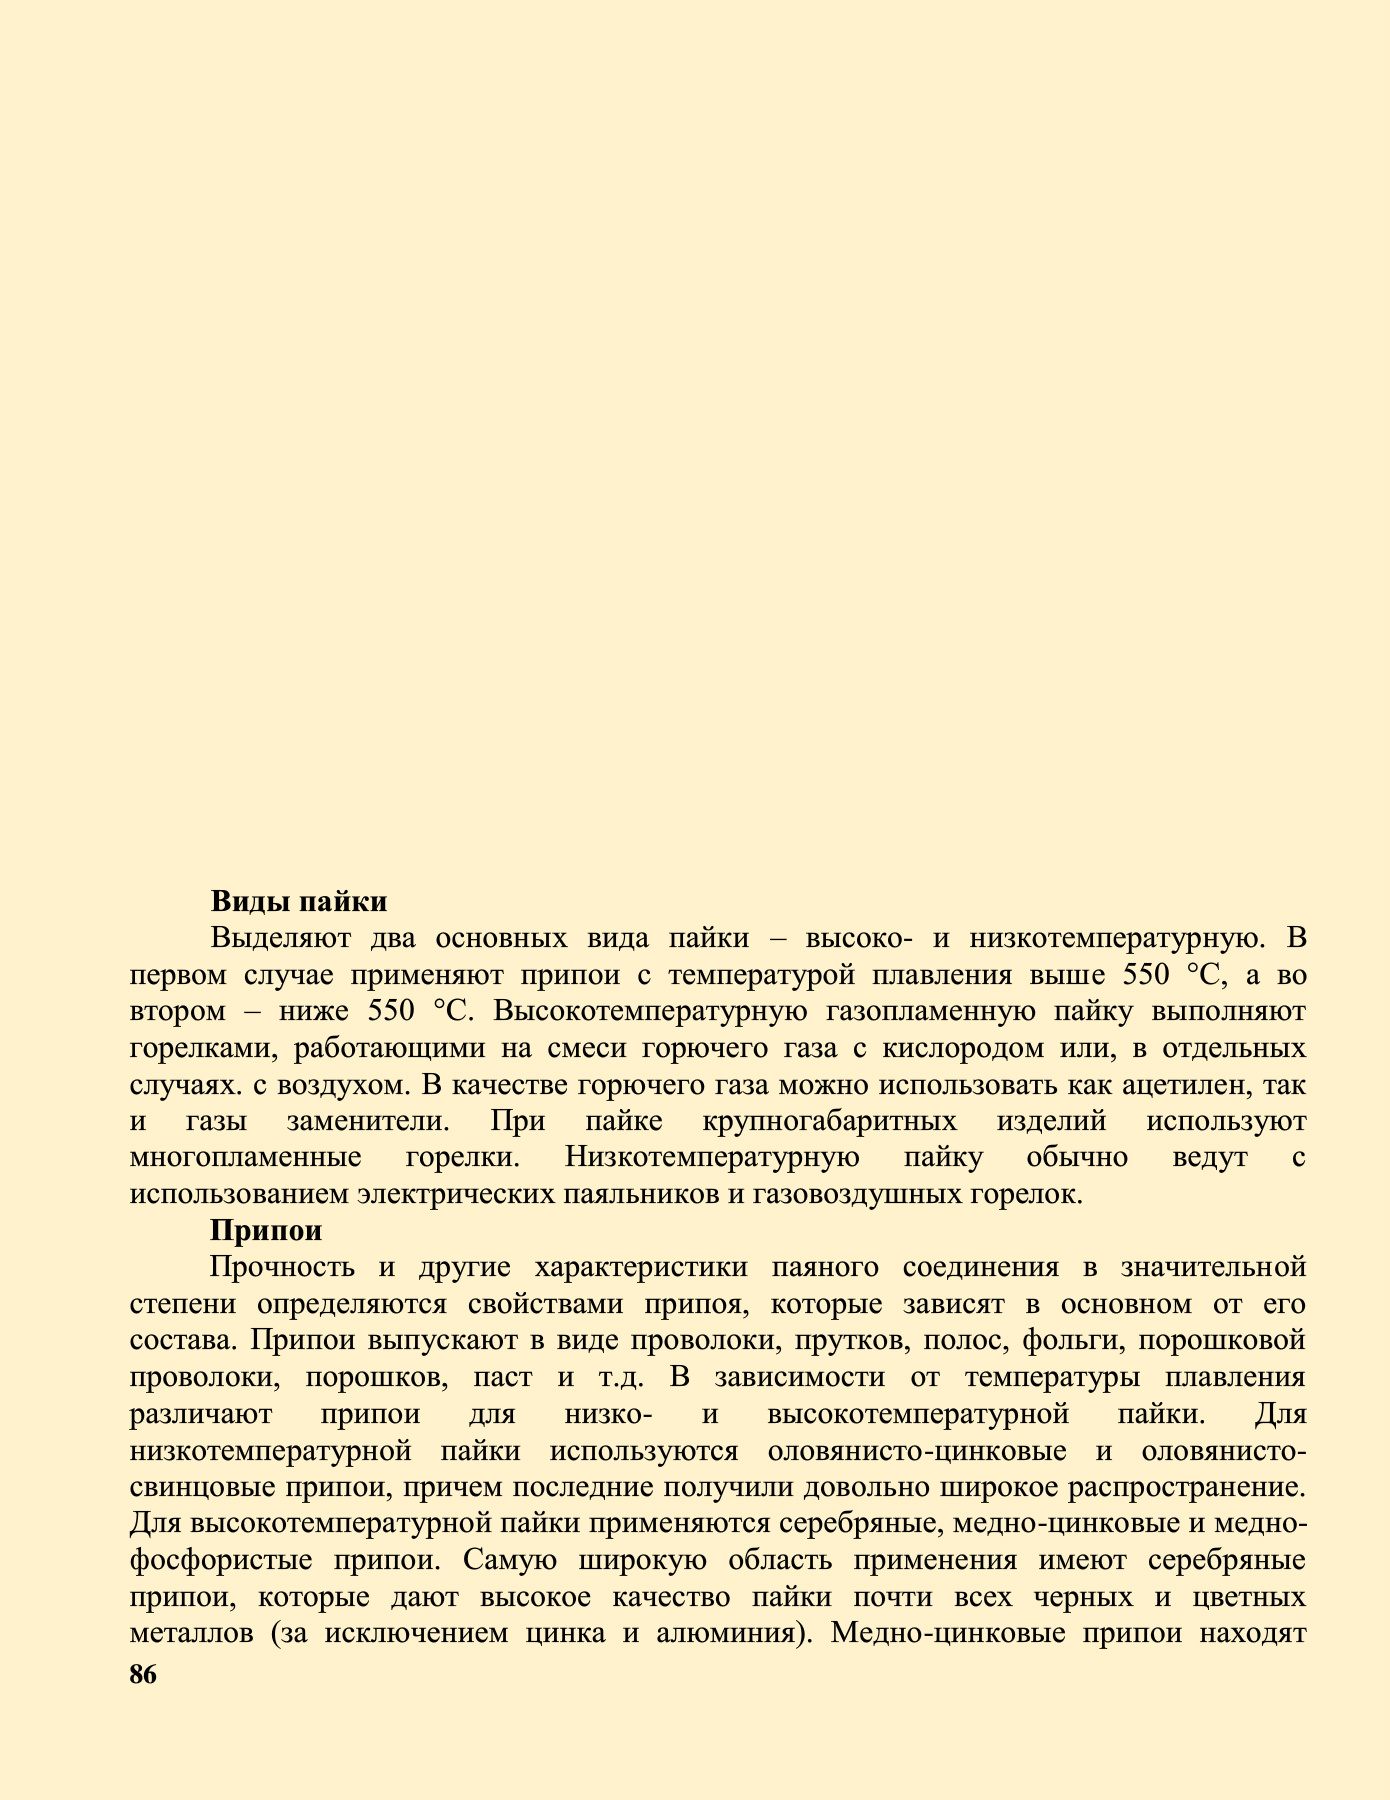 Виды пайки
Выделяют два основных вида пайки – высоко- и низкотемпературную. В
первом случае применяют припои с температурой плавления выше 550 °С, а во
втором – ниже 550 °С. Высокотемпературную газопламенную пайку выполняют
горелками, работающими на смеси горючего газа с кислородом или, в отдельных
случаях. с воздухом. В качестве горючего газа можно использовать как ацетилен, так
и газы заменители. При пайке крупногабаритных изделий используют
многопламенные горелки. Низкотемпературную пайку обычно ведут с
использованием электрических паяльников и газовоздушных горелок.
Припои
Прочность и другие характеристики паяного соединения в значительной
степени определяются свойствами припоя, которые зависят в основном от его
состава. Припои выпускают в виде проволоки, прутков, полос, фольги, порошковой
проволоки, порошков, паст и т.д. В зависимости от температуры плавления
различают припои для низко- и высокотемпературной пайки. Для
низкотемпературной пайки используются оловянисто-цинковые и оловянисто-
свинцовые припои, причем последние получили довольно широкое распространение.
Для высокотемпературной пайки применяются серебряные, медно-цинковые и медно-
фосфористые припои. Самую широкую область применения имеют серебряные
припои, которые дают высокое качество пайки почти всех черных и цветных
металлов (за исключением цинка и алюминия). Медно-цинковые припои находят
86